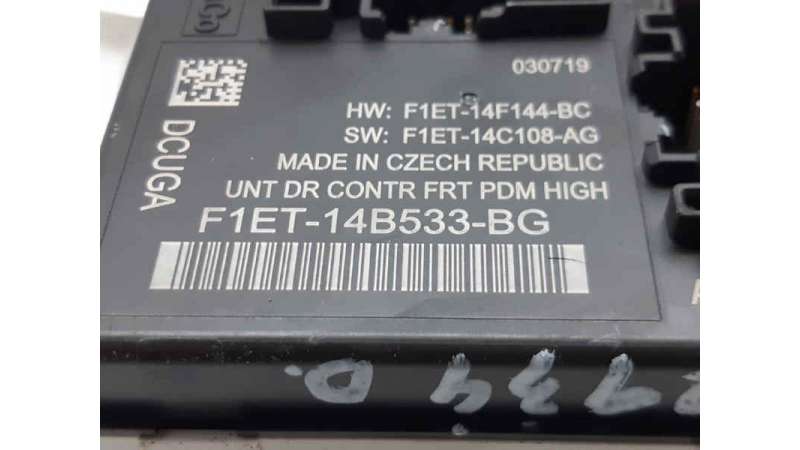 030719
HW: F1ET-14F144-BC
SW: F1ET-14C108-AG
MADE IN CZECH REPUBLIC
UNT DR CONTR FRT PDM HIGH
F1ET-14B533-BG
DCUGA